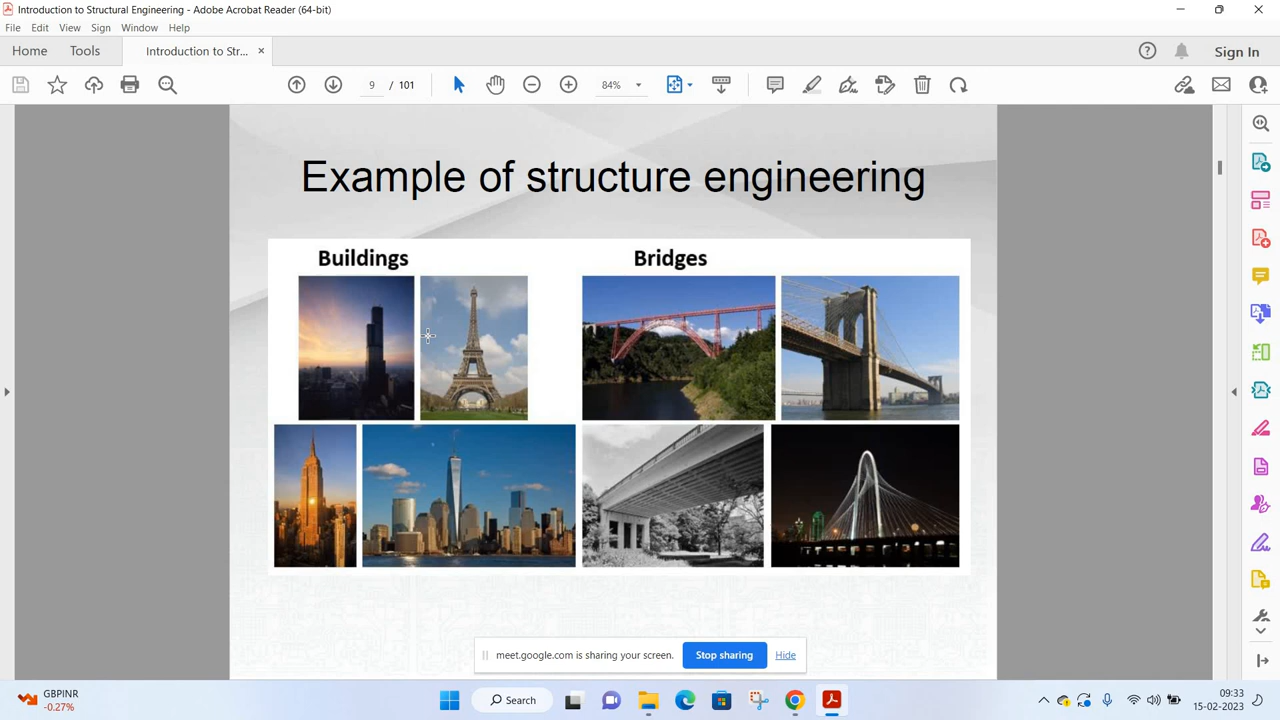 Introduction to Structural Engineering - Adobe Acrobat Reader (64-bit)
File Edit View Sign Window Help
Home Tools Introduction to Str... Sign In
9 / 101 84%
Example of structure engineering
Buildings Bridges
meet.google.com is sharing your screen. Stop sharing Hide
GBPINR
-0.27%
Search
09:33
15-02-2023